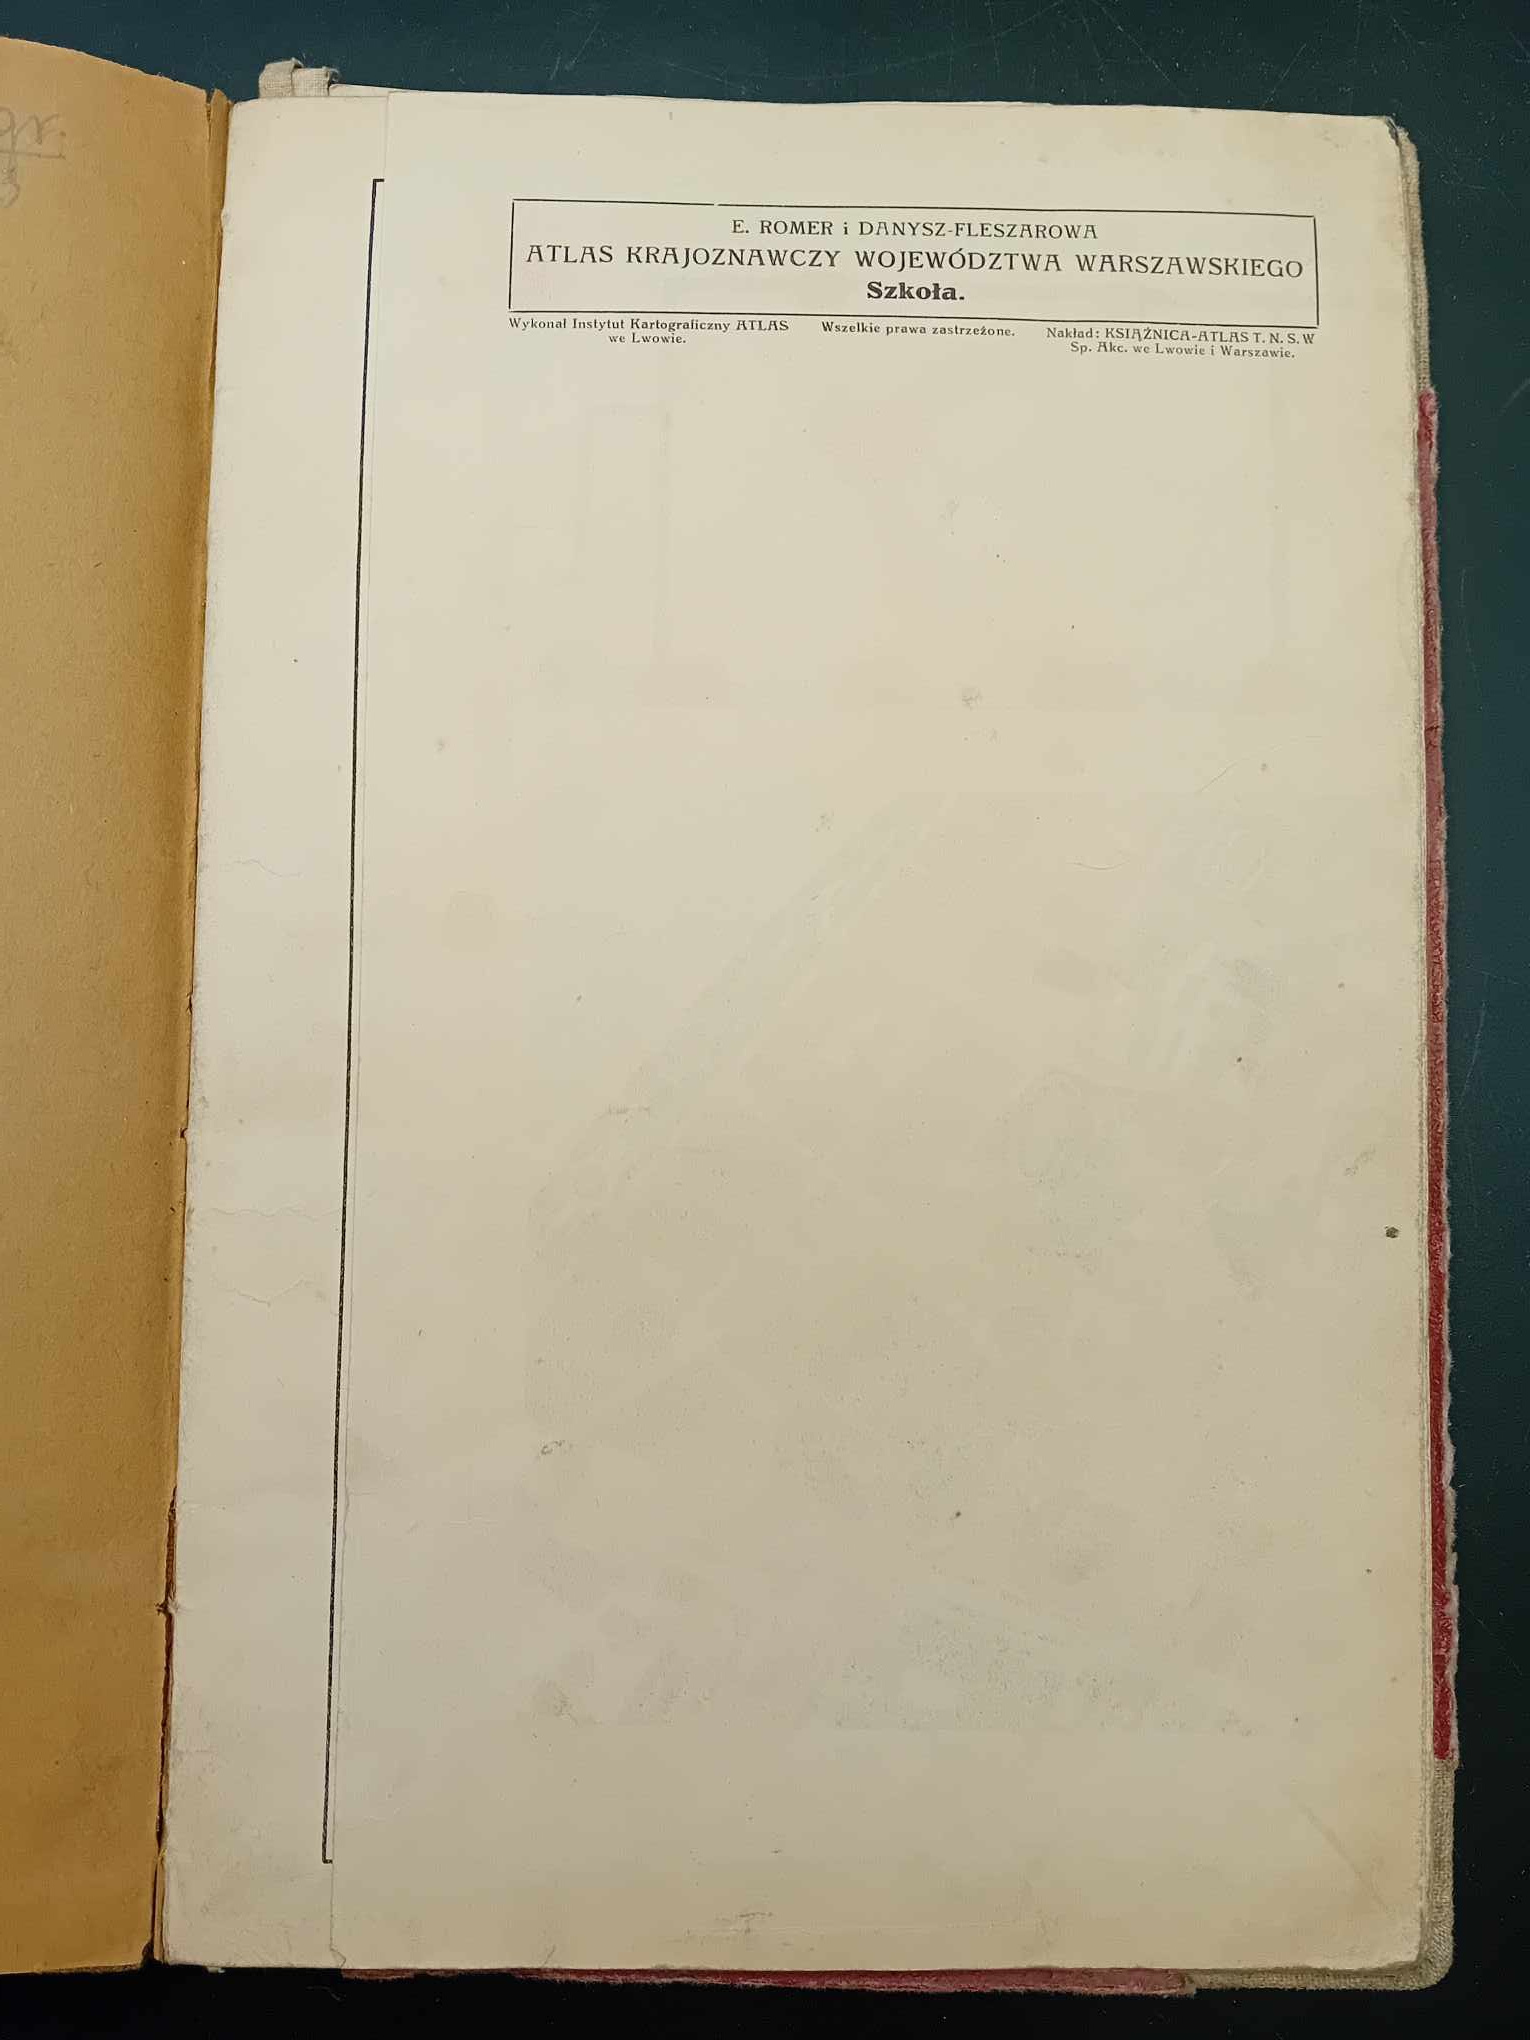 gr.
E. ROMER i DANYSZ-FLESZAROWA
ATLAS KRAJOZNAWCZY WOJEWÓDZTWA WARSZAWSKIEGO
Szkoła.
Wykonał Instytut Kartograficzny ATLAS
we Lwowie.
Wszelkie prawa zastrzeżone.
Nakład: KSIĄŻNICA-ATLAS T. N. S. W
Sp. Akc. we Lwowie i Warszawie.